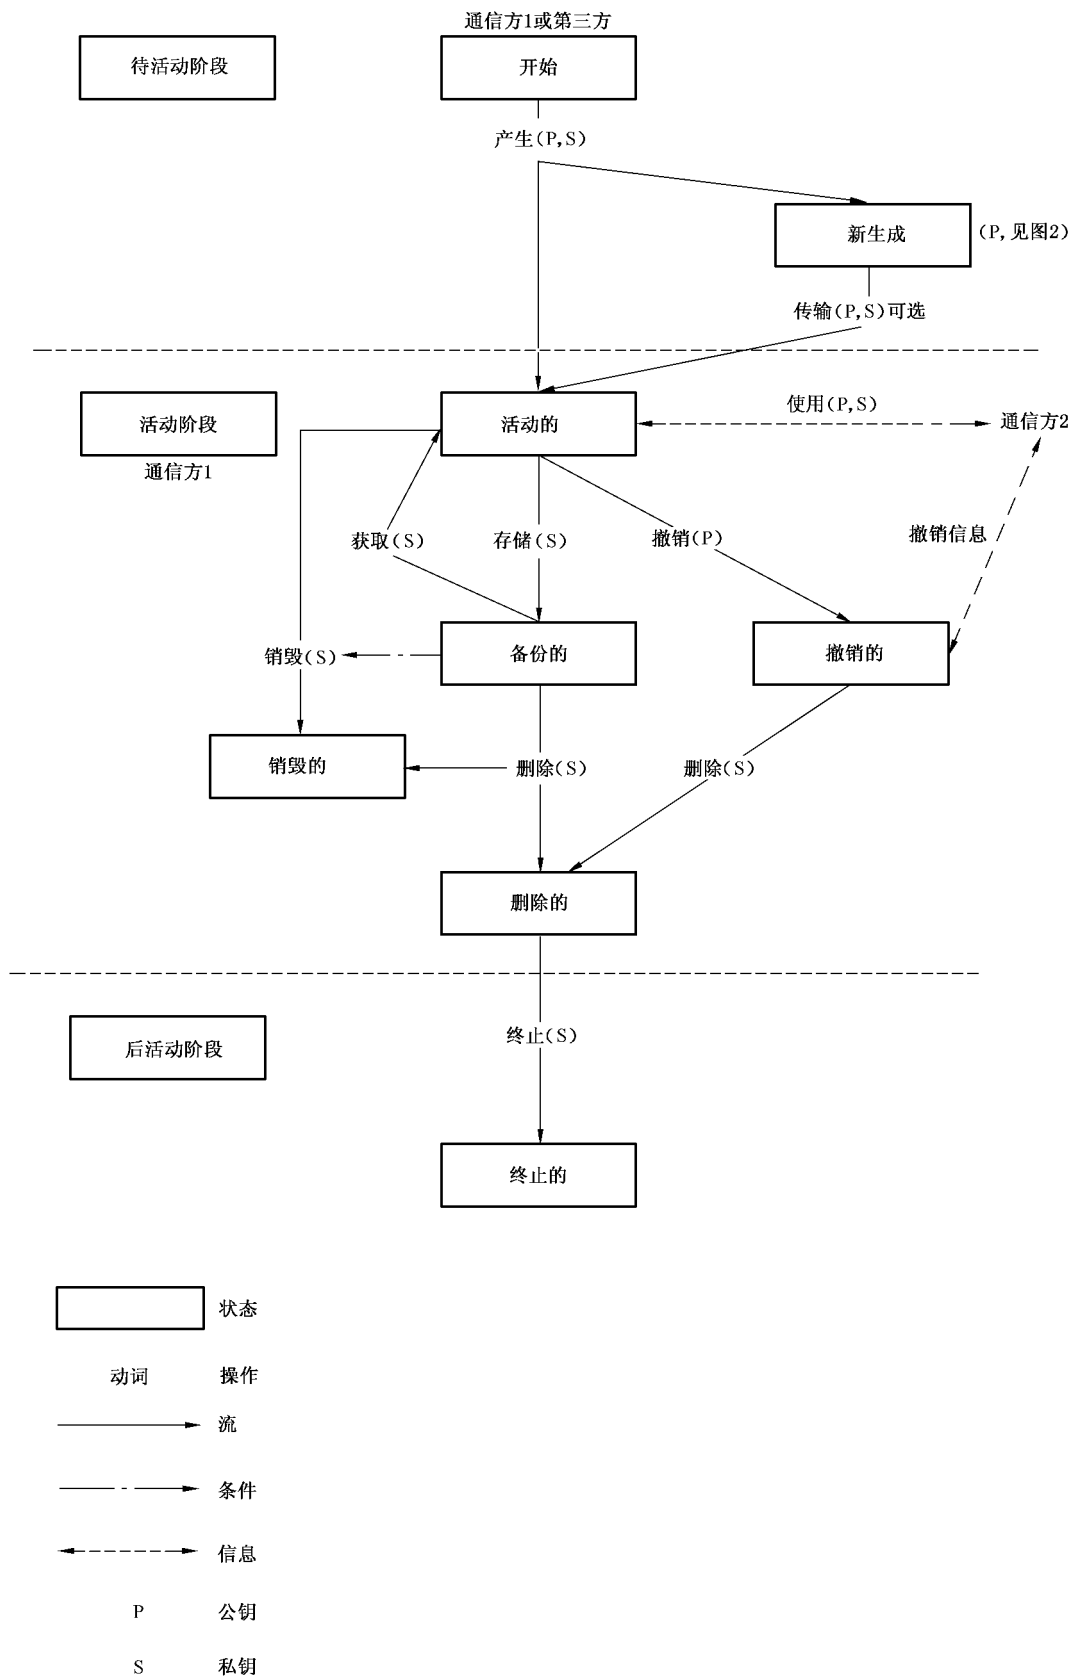 通信方1或第三方
待活动阶段
开始
产生(P,S)
新生成
(P,见图2)
传输(P,S)可选
活动阶段
活动的
使用(P,S)
通信方2
通信方1
获取(S)
存储(S)
撤销(P)
撤销信息
销毁(S)
备份的
撤销的
销毁的
删除(S)
删除(S)
删除的
后活动阶段
终止(S)
终止的
状态
动词 操作
流
条件
信息
P 公钥
S 私钥